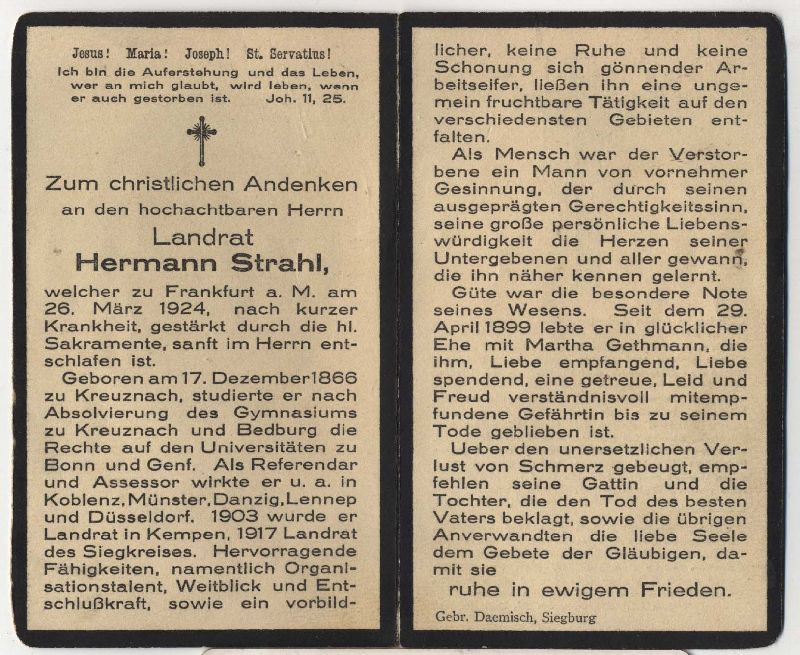 Jesus! Maria! Joseph! St. Servatius!
Ich bin die Auferstehung und das Leben,
wer an mich glaubt, wird leben, wenn
er auch gestorben ist. Joh. 11, 25.
Zum christlichen Andenken
an den hochachtbaren Herrn
Landrat
Hermann Strahl,
welcher zu Frankfurt a. M. am
26. März 1924, nach kurzer
Krankheit, gestärkt durch die hl.
Sakramente, sanft im Herrn ent-
schlafen ist.
Geboren am 17. Dezember 1866
zu Kreuznach, studierte er nach
Absolvierung des Gymnasiums
zu Kreuznach und Bedburg die
Rechte auf den Universitäten zu
Bonn und Genf. Als Referendar
und Assessor wirkte er u. a. in
Koblenz, Münster, Danzig, Lennep
und Düsseldorf. 1903 wurde er
Landrat in Kempen, 1917 Landrat
des Siegkreises. Hervorragende
Fähigkeiten, namentlich Organi-
sationstalent, Weitblick und Ent-
schlußkraft, sowie ein vorbild-
licher, keine Ruhe und keine
Schonung sich gönnender Ar-
beitseifer, ließen ihn eine unge-
mein fruchtbare Tätigkeit auf den
verschiedensten Gebieten ent-
falten.
Als Mensch war der Verstor-
bene ein Mann von vornehmer
Gesinnung, der durch seinen
ausgeprägten Gerechtigkeitssinn,
seine große persönliche Liebens-
würdigkeit die Herzen seiner
Untergebenen und aller gewann,
die ihn näher kennen gelernt.
Güte war die besondere Note
seines Wesens. Seit dem 29.
April 1899 lebte er in glücklicher
Ehe mit Martha Gethmann, die
ihm, Liebe empfangend, Liebe
spendend, eine getreue, Leid und
Freud verständnisvoll mitemp-
fundene Gefährtin bis zu seinem
Tode geblieben ist.
Ueber den unersetzlichen Ver-
lust von Schmerz gebeugt, emp-
fehlen seine Gattin und die
Tochter, die den Tod des besten
Vaters beklagt, sowie die übrigen
Anverwandten die liebe Seele
dem Gebete der Gläubigen, da-
mit sie
ruhe in ewigem Frieden.
Gebr. Daemisch, Siegburg